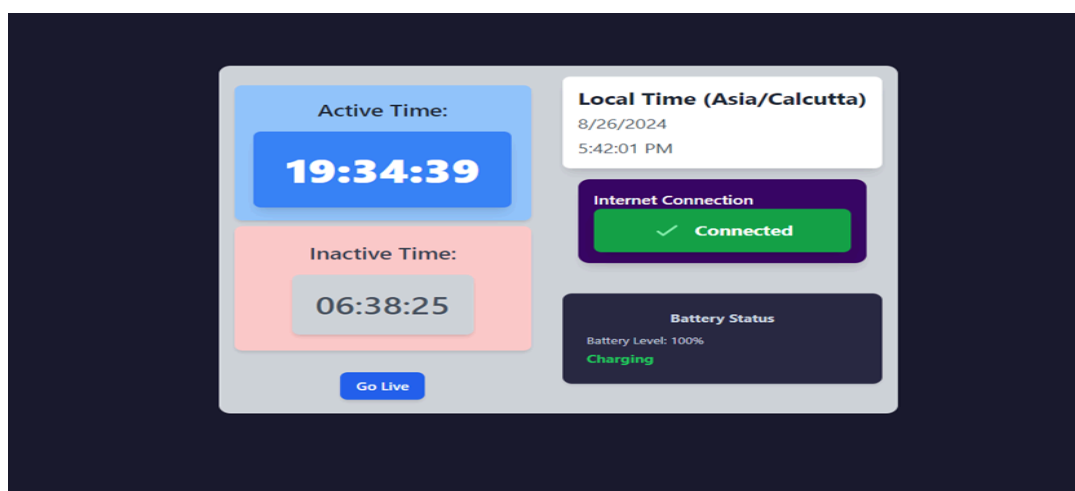 Active Time:
19:34:39
Inactive Time:
06:38:25
Go Live
Local Time (Asia/Calcutta)
8/26/2024
5:42:01 PM
Internet Connection
Connected
Battery Status
Battery Level: 100%
Charging